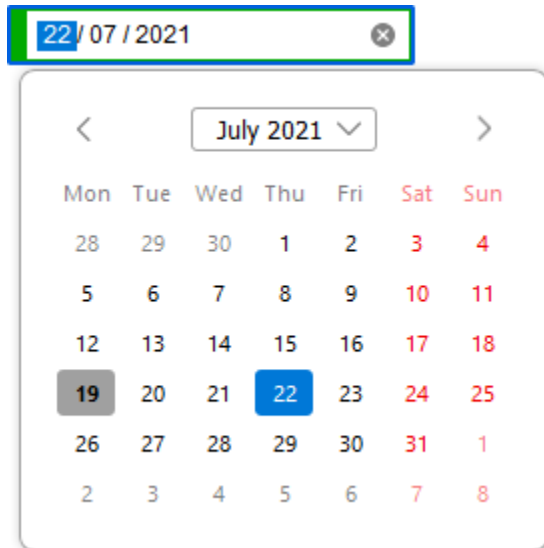 22 / 07 / 2021
July 2021
Mon Tue Wed Thu Fri Sat Sun
28 29 30 1 2 3 4
5 6 7 8 9 10 11
12 13 14 15 16 17 18
19 20 21 22 23 24 25
26 27 28 29 30 31 1
2 3 4 5 6 7 8